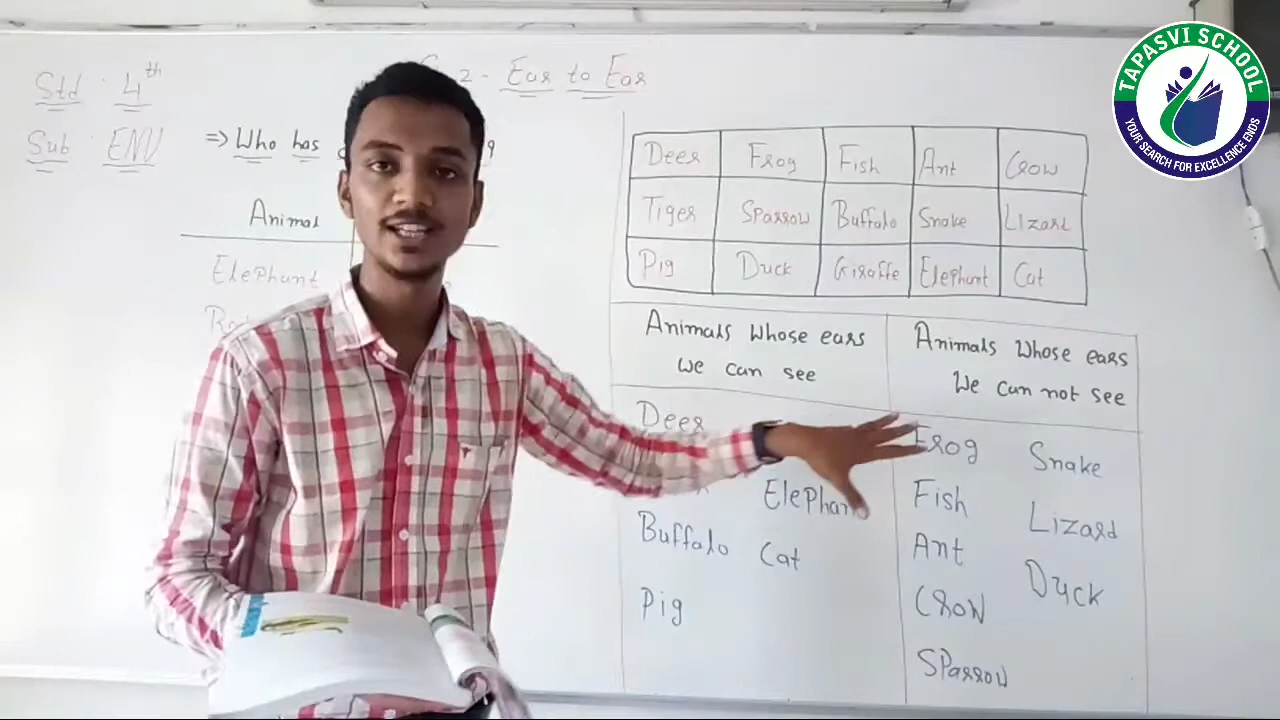 Std : 4th
Sub : ENV
2 - Ear to Ear
⇒ Who has
?
Animal
Elephant
Deer Frog Fish Ant Crow
Tiger Sparrow Buffalo Snake Lizard
Pig Duck Giraffe Elephant Cat
Animals whose ears
we can see
Animals whose ears
We can not see
Deer
Elephant
Buffalo Cat
Pig
Frog Snake
Fish Lizard
Ant Duck
Crow
Sparrow
TAPASVI SCHOOL
YOUR SEARCH FOR EXCELLENCE ENDS